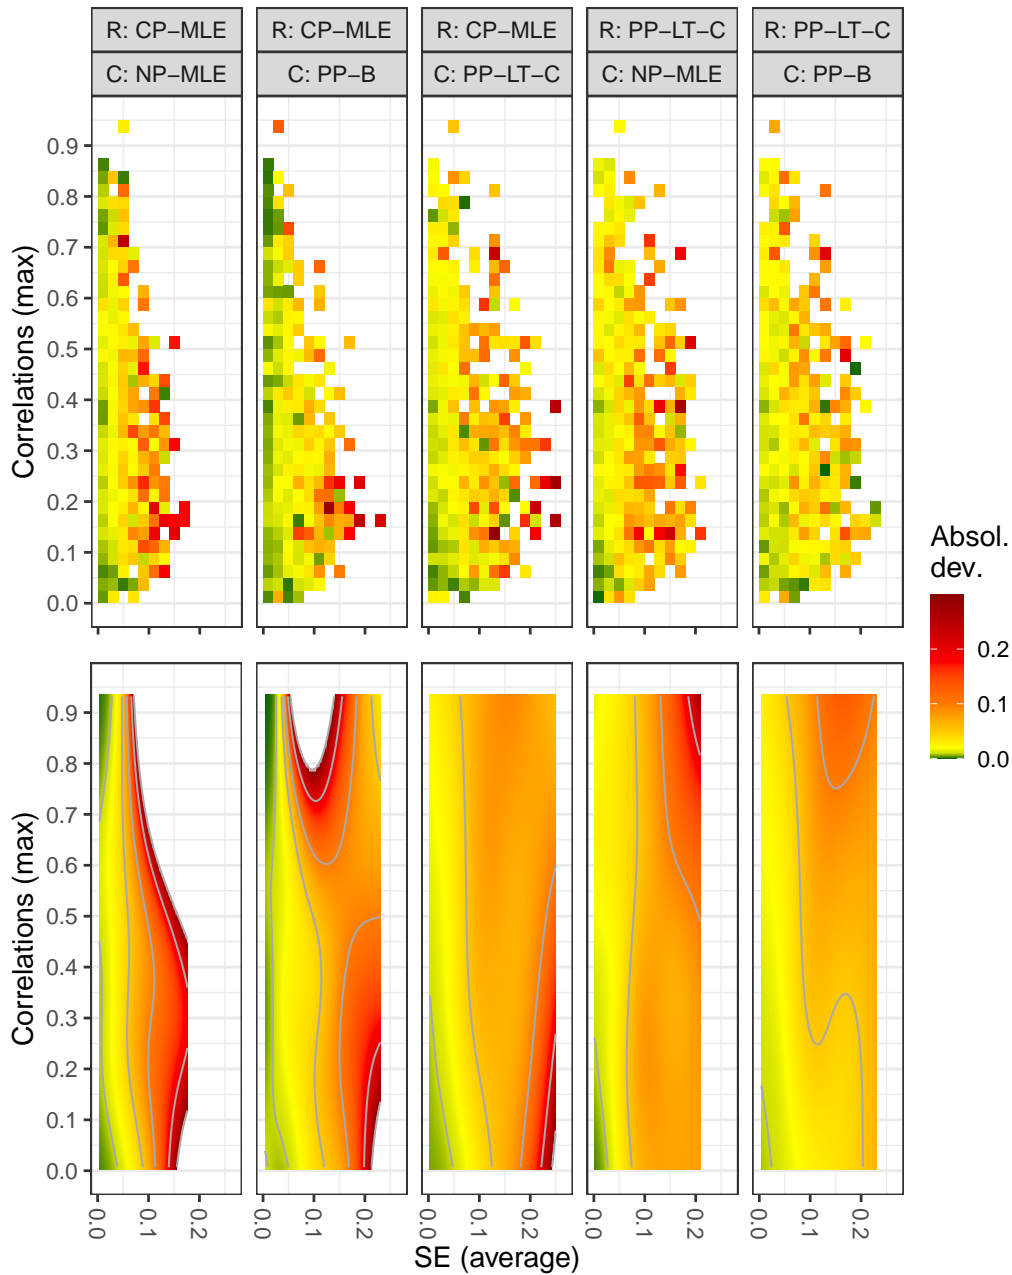 R: CP−MLE
R: CP−MLE
R: CP−MLE
R: PP−LT−C
R: PP−LT−C
C: NP−MLE
C: PP−B
C: PP−LT−C
C: NP−MLE
C: PP−B
Correlations (max)
0.9
0.8
0.7
0.6
0.5
0.4
0.3
0.2
0.1
0.0
Absol.
dev.
0.2
0.1
0.0
Correlations (max)
0.9
0.8
0.7
0.6
0.5
0.4
0.3
0.2
0.1
0.0
0.0
0.1
0.2
0.0
0.1
0.2
0.0
0.1
0.2
0.0
0.1
0.2
0.0
0.1
0.2
SE (average)